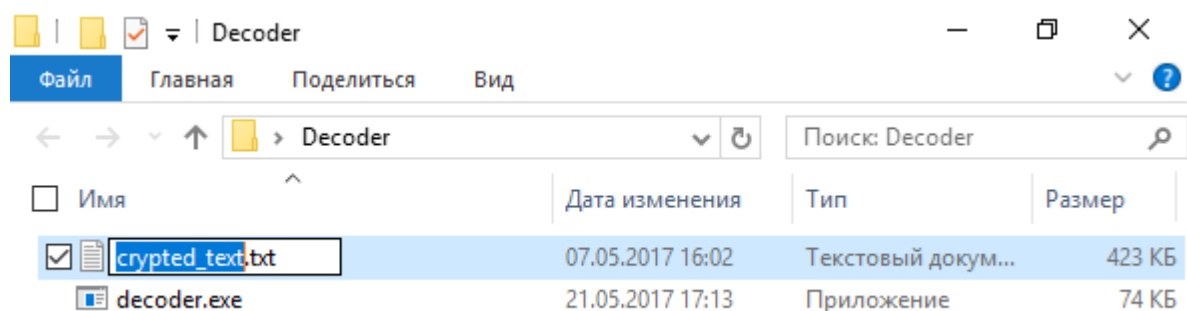 Decoder
Файл Главная Поделиться Вид
Decoder Поиск: Decoder
Имя Дата изменения Тип Размер
crypted_text.txt 07.05.2017 16:02 Текстовый докум... 423 КБ
decoder.exe 21.05.2017 17:13 Приложение 74 КБ